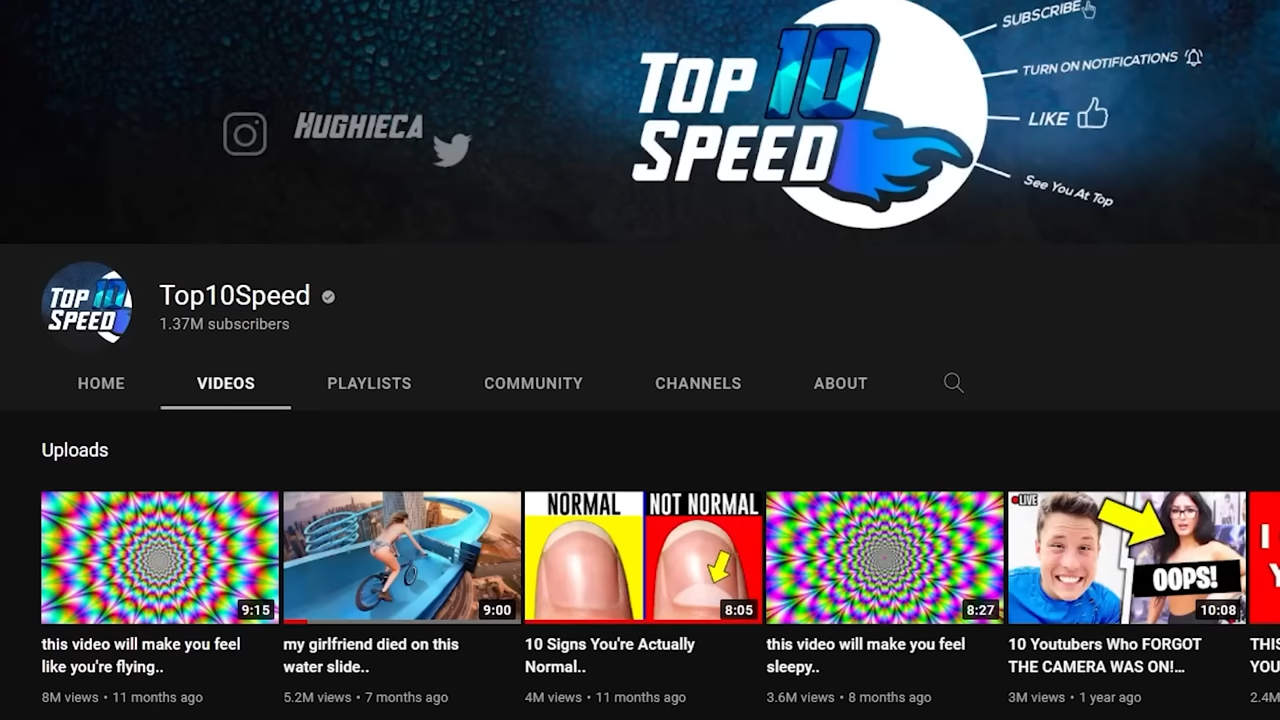 SUBSCRIBE
TURN ON NOTIFICATIONS
LIKE
See You At Top
HUGHIECA
TOP 10
SPEED
TOP 10
SPEED
Top10Speed
1.37M subscribers
HOME VIDEOS PLAYLISTS COMMUNITY CHANNELS ABOUT
Uploads
9:15
9:00
NORMAL NOT NORMAL
8:05
8:27
LIVE
OOPS!
10:08
this video will make you feel
like you're flying..
8M views • 11 months ago
my girlfriend died on this
water slide..
5.2M views • 7 months ago
10 Signs You're Actually
Normal..
4M views • 11 months ago
this video will make you feel
sleepy..
3.6M views • 8 months ago
10 Youtubers Who FORGOT
THE CAMERA WAS ON!...
3M views • 1 year ago
2.4M